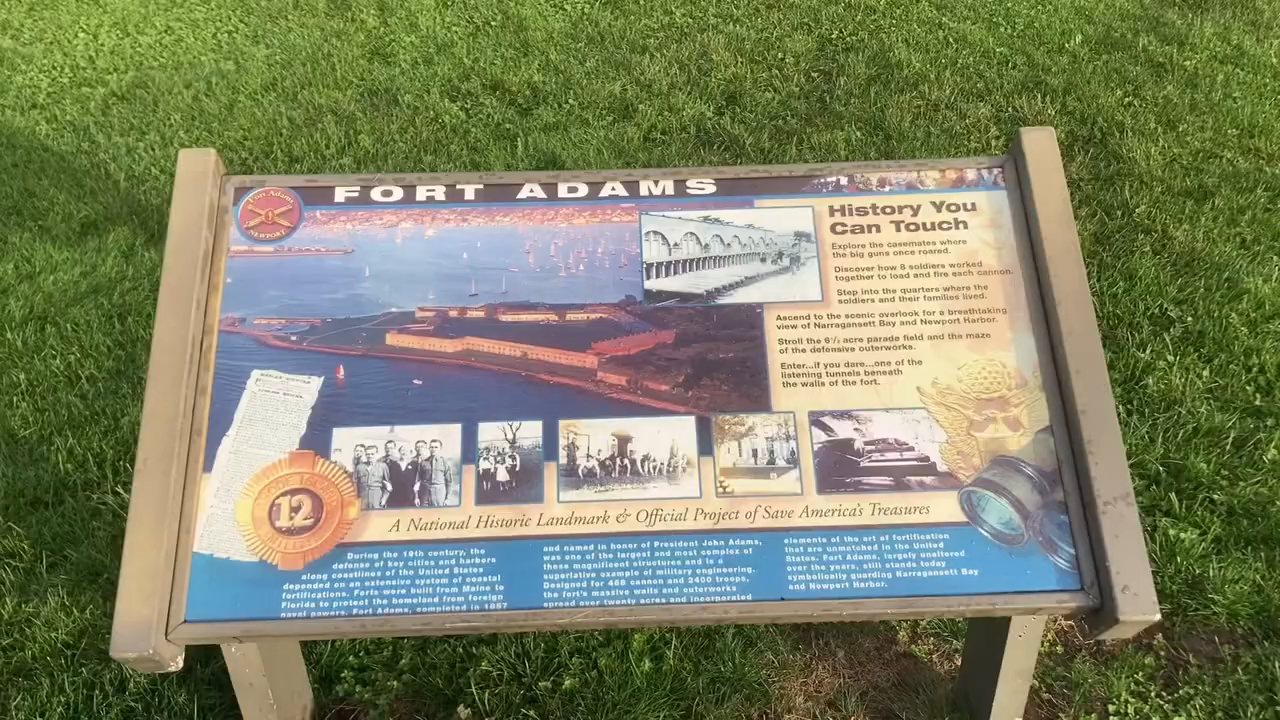 FORT ADAMS
Fort Adams
NEWPORT
History You
Can Touch
Explore the casemates where
the big guns once roared.
Discover how 8 soldiers worked
together to load and fire each cannon.
Step into the quarters where the
soldiers and their families lived.
Ascend to the scenic overlook for a breathtaking
view of Narragansett Bay and Newport Harbor.
Stroll the 6½ acre parade field and the maze
of the defensive outerworks.
Enter...if you dare...one of the
listening tunnels beneath
the walls of the fort.
12
A National Historic Landmark & Official Project of Save America's Treasures
During the 19th century, the
defense of key cities and harbors
along coastlines of the United States
depended on an extensive system of coastal
fortifications. Forts were built from Maine to
Florida to protect the homeland from foreign
naval powers. Fort Adams, completed in 1857
and named in honor of President John Adams,
was one of the largest and most complex of
these magnificent structures and is a
superlative example of military engineering.
Designed for 468 cannon and 2400 troops,
the fort's massive walls and outerworks
spread over twenty acres and incorporated
elements of the art of fortification
that are unmatched in the United
States. Fort Adams, largely unaltered
over the years, still stands today
symbolically guarding Narragansett Bay
and Newport Harbor.